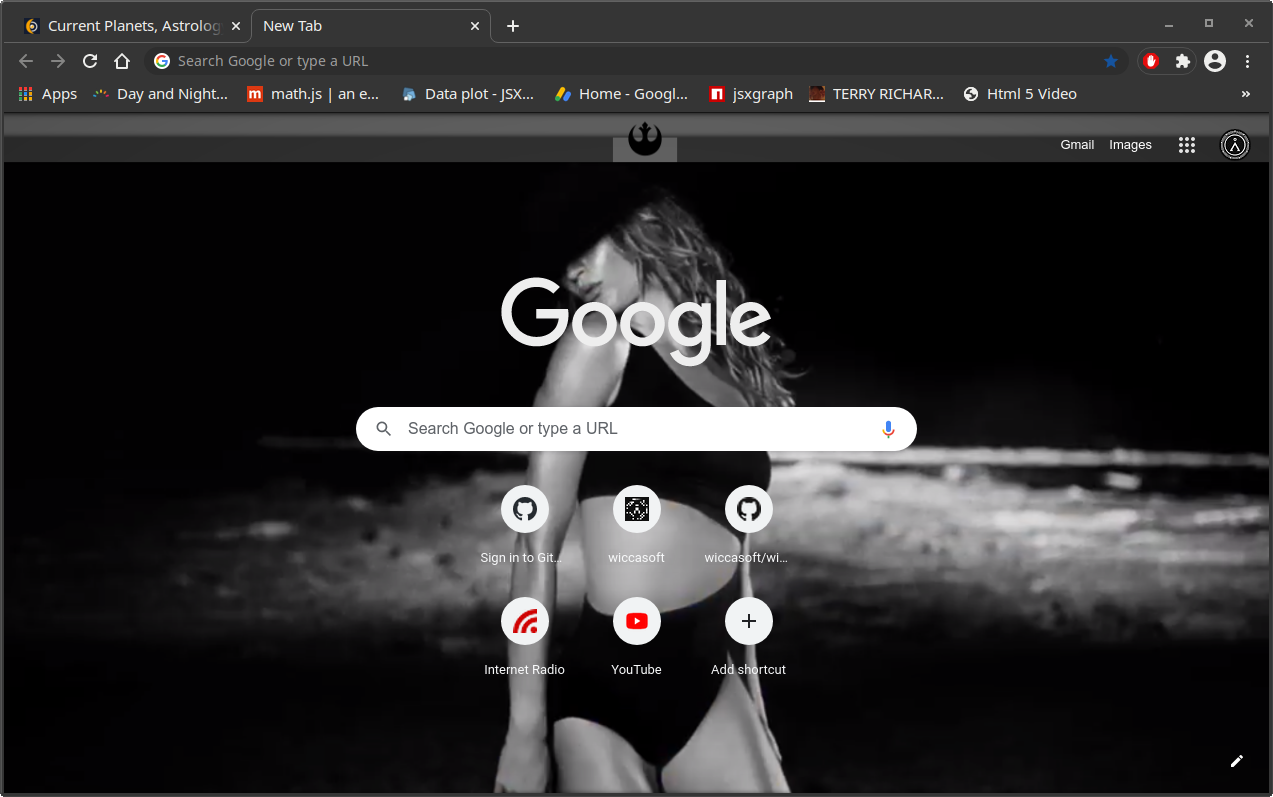 Current Planets, Astrolog
New Tab
Search Google or type a URL
Apps
Day and Night...
math.js | an e...
Data plot - JSX...
Home - Googl...
jsxgraph
TERRY RICHAR...
Html 5 Video
»
Gmail
Images
Google
Search Google or type a URL
Sign in to Git...
wiccasoft
wiccasoft/wi...
Internet Radio
YouTube
Add shortcut